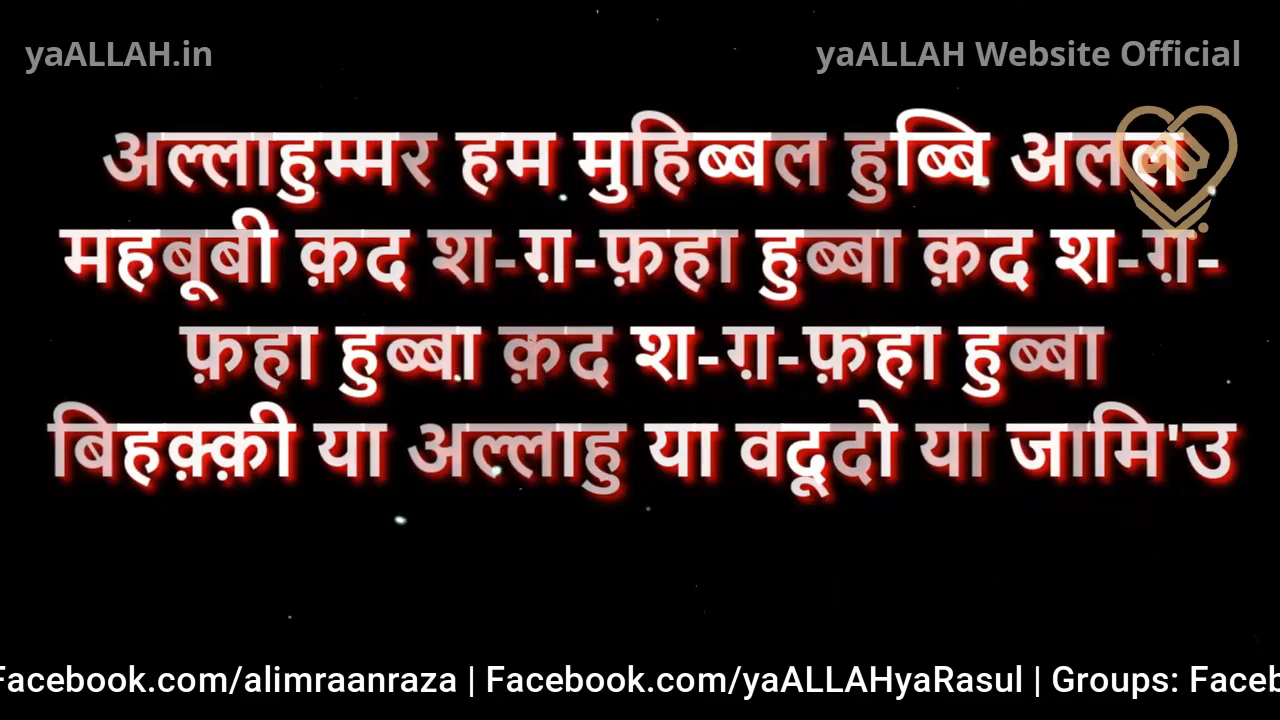 yaALLAH.in
yaALLAH Website Official
अल्लाहुम्मर हम मुहिब्बल हुब्बि अलल
महबूबी क़द श-ग़-फ़हा हुब्बा क़द श-ग़-
फ़हा हुब्बा क़द श-ग़-फ़हा हुब्बा
बिहक़्क़ी या अल्लाहु या वदूदो या जामि'उ
Facebook.com/alimraanraza | Facebook.com/yaALLAHyaRasul | Groups: Faceb